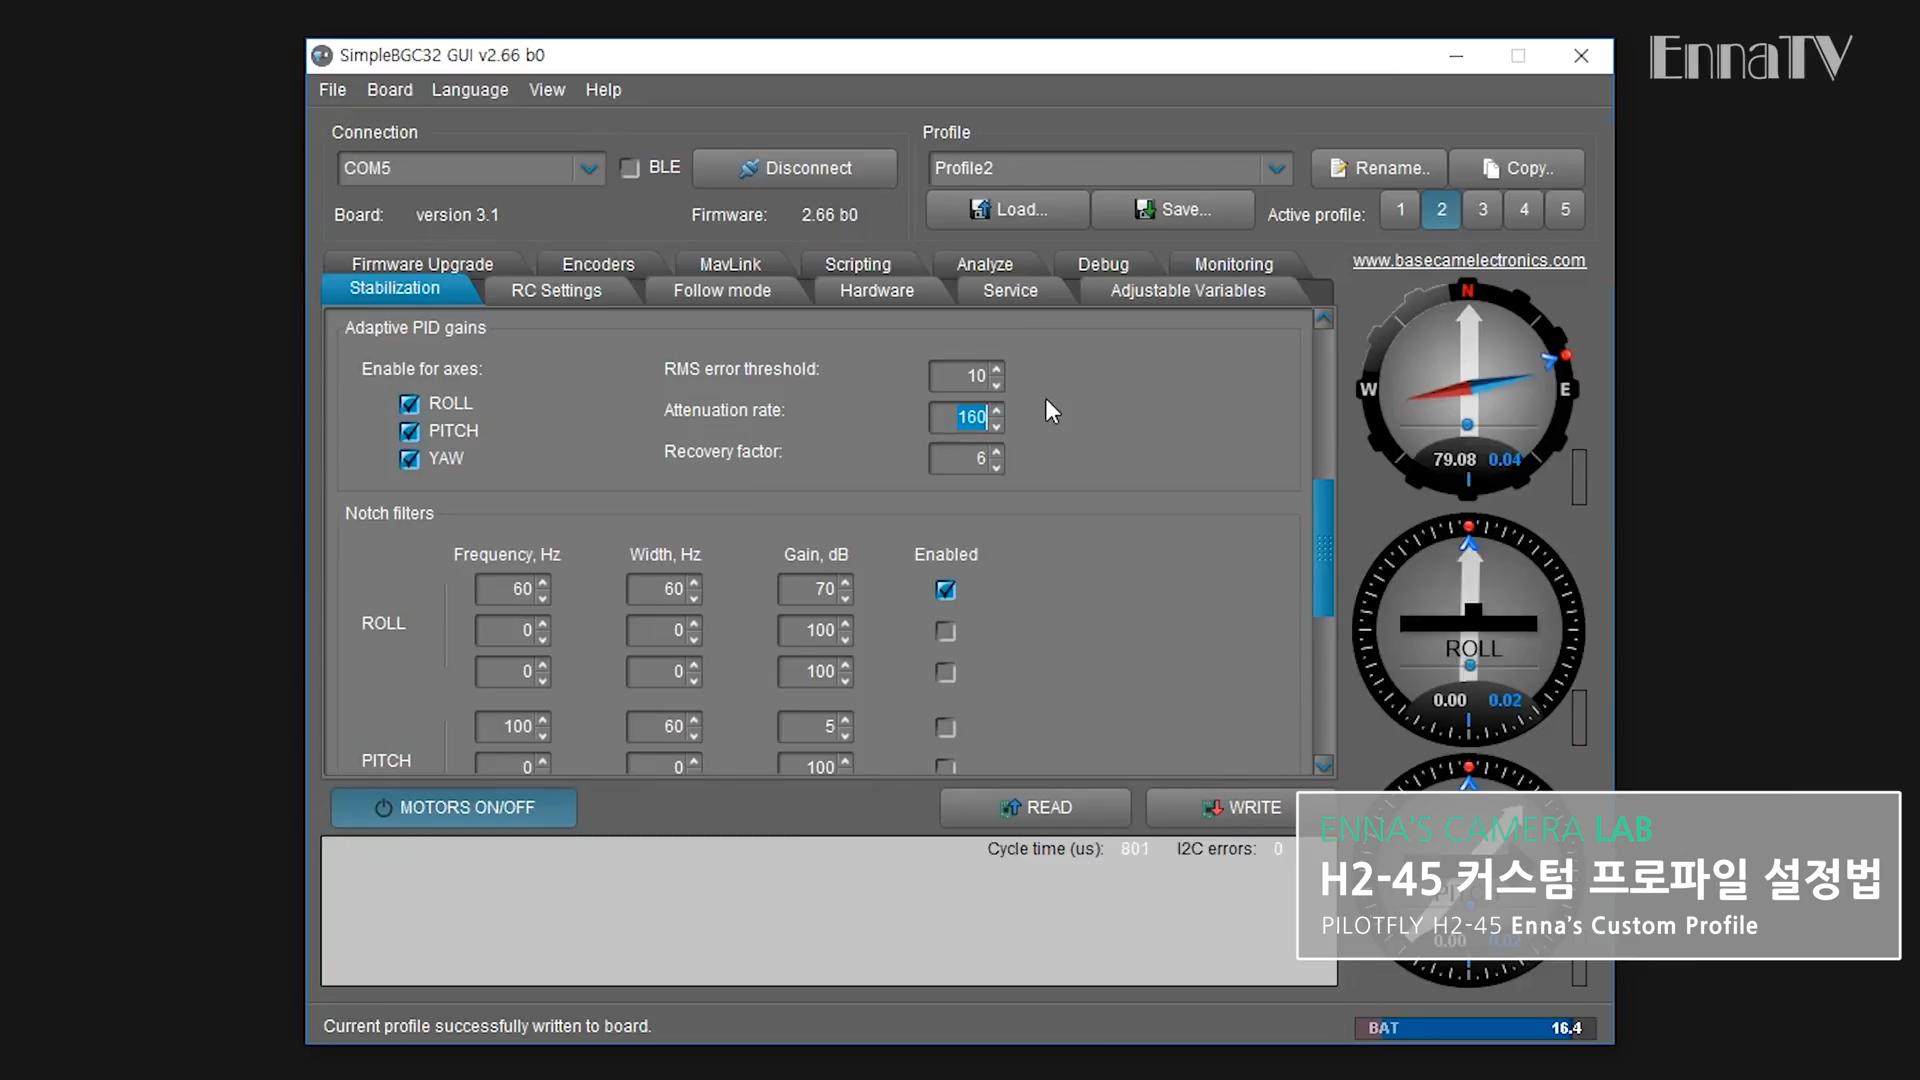 EnnaTV
SimpleBGC32 GUI v2.66 b0
File Board Language View Help
Connection
COM5 BLE Disconnect
Board: version 3.1 Firmware: 2.66 b0
Profile
Profile2 Rename.. Copy..
Load... Save... Active profile: 1 2 3 4 5
Firmware Upgrade Encoders MavLink Scripting Analyze Debug Monitoring
Stabilization RC Settings Follow mode Hardware Service Adjustable Variables
www.basecamelectronics.com
Adaptive PID gains
Enable for axes:
ROLL
PITCH
YAW
RMS error threshold: 10
Attenuation rate: 160
Recovery factor: 6
Notch filters
Frequency, Hz Width, Hz Gain, dB Enabled
60 60 70
ROLL 0 0 100
0 0 100
100 60 5
PITCH 0 0 100
N
W E
79.08 0.04
ROLL
0.00 0.02
MOTORS ON/OFF READ WRITE
Cycle time (us): 801 I2C errors: 0
ENNA'S CAMERA LAB
H2-45 커스텀 프로파일 설정법
PILOTFLY H2-45 Enna's Custom Profile
0.00 0.02
Current profile successfully written to board.
BAT 16.4